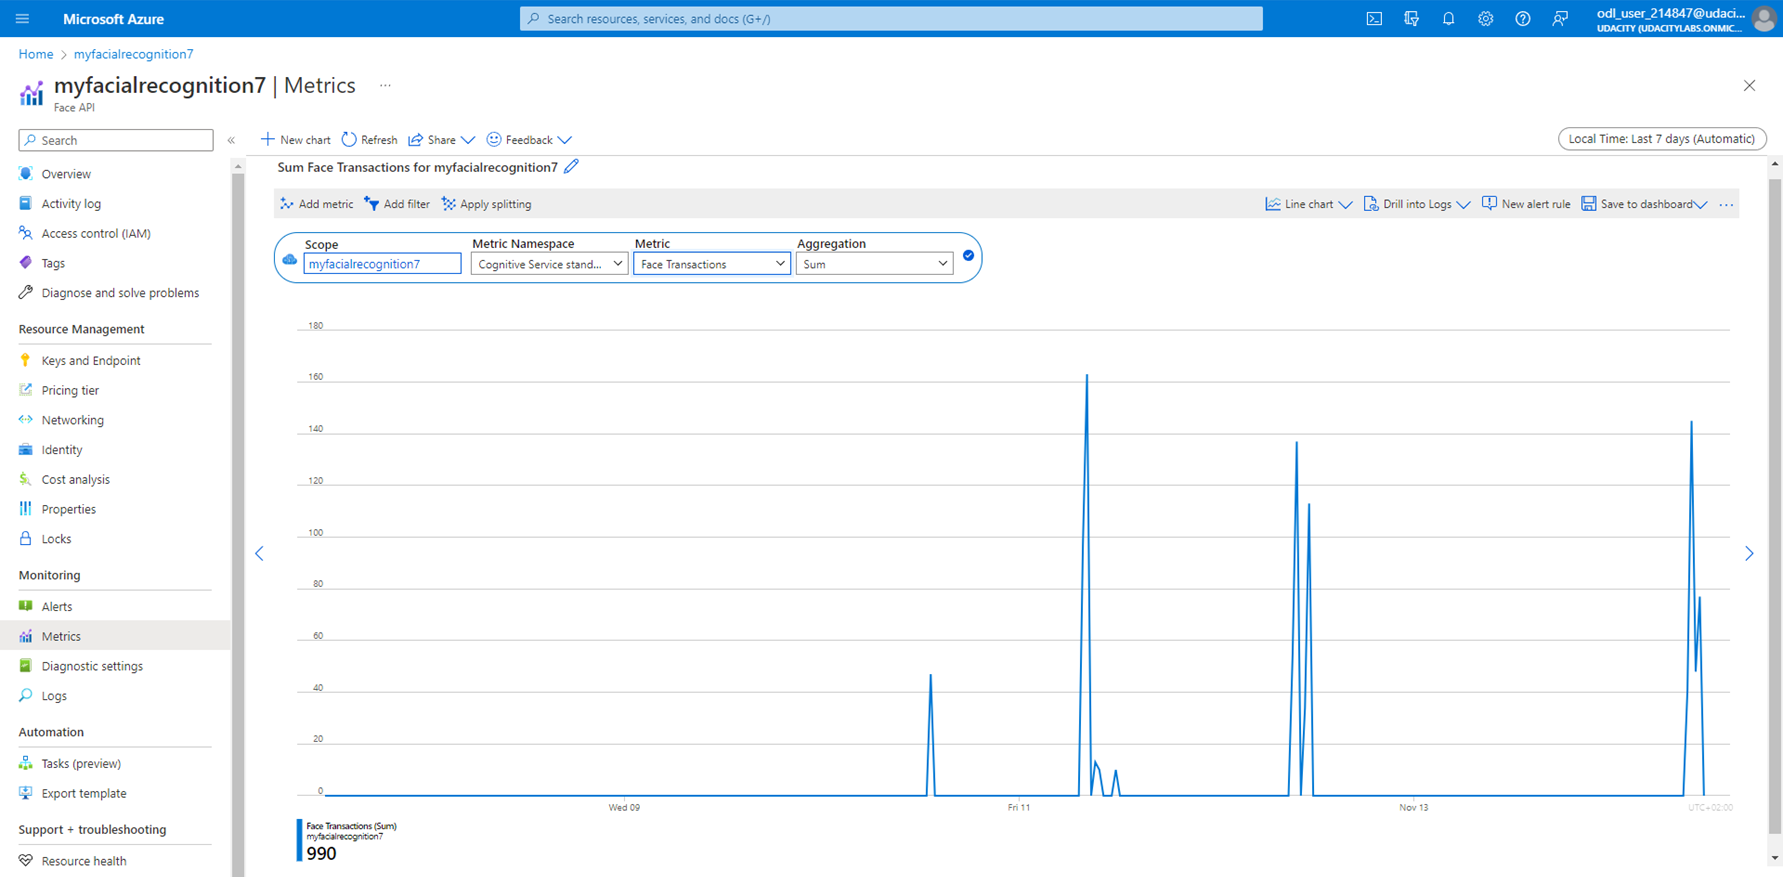 Microsoft Azure
Search resources, services, and docs (G+/)
odl_user_214847@udaci...
UDACITY (UDACITYLABS.ONMIC...
Home > myfacialrecognition7
myfacialrecognition7 | Metrics ...
Face API
Search
«
New chart
Refresh
Share
Feedback
Local Time: Last 7 days (Automatic)
Overview
Activity log
Access control (IAM)
Tags
Diagnose and solve problems
Resource Management
Keys and Endpoint
Pricing tier
Networking
Identity
Cost analysis
Properties
Locks
Monitoring
Alerts
Metrics
Diagnostic settings
Logs
Automation
Tasks (preview)
Export template
Support + troubleshooting
Resource health
Sum Face Transactions for myfacialrecognition7
Add metric
Add filter
Apply splitting
Line chart
Drill into Logs
New alert rule
Save to dashboard
...
Scope
myfacialrecognition7
Metric Namespace
Cognitive Service stand...
Metric
Face Transactions
Aggregation
Sum
180
160
140
120
100
80
60
40
20
0
Wed 09
Fri 11
Nov 13
UTC+02:00
Face Transactions (Sum)
myfacialrecognition7
990